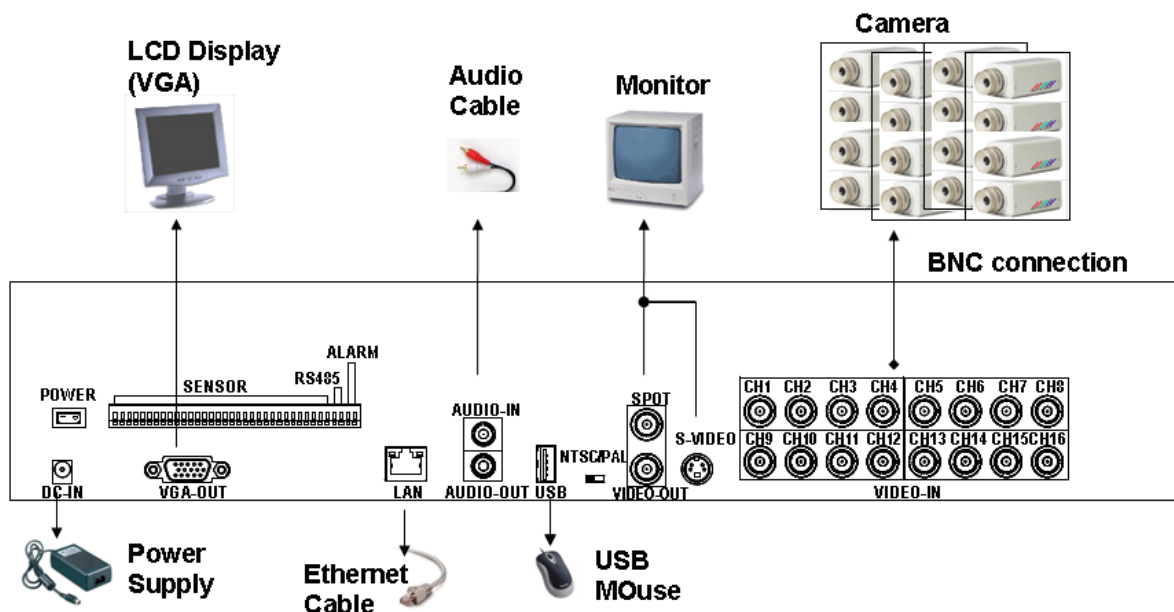 Camera
LCD Display
(VGA)
Audio
Cable
Monitor
BNC connection
ALARM
RS485
SENSOR
POWER
DC-IN
VGA-OUT
LAN
AUDIO-IN
AUDIO-OUT
USB
NTSC/PAL
SPOT
VIDEO-OUT
S-VIDEO
CH1 CH2 CH3 CH4 CH5 CH6 CH7 CH8
CH9 CH10 CH11 CH12 CH13 CH14 CH15 CH16
VIDEO-IN
Power
Supply
Ethernet
Cable
USB
MOuse